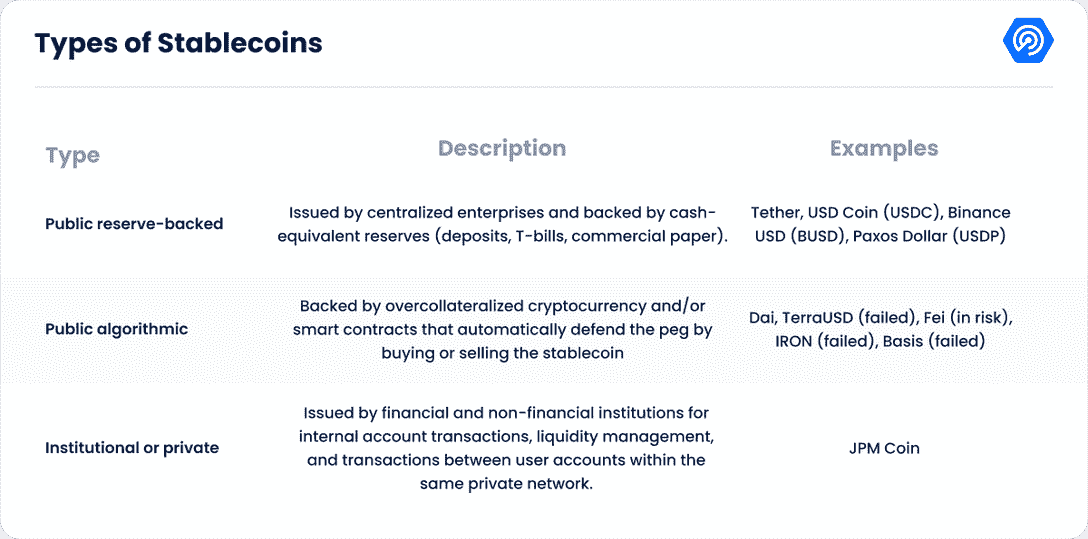 Types of Stablecoins
Type
Description
Examples
Public reserve-backed
Issued by centralized enterprises and backed by cash-
equivalent reserves (deposits, T-bills, commercial paper).
Tether, USD Coin (USDC), Binance
USD (BUSD), Paxos Dollar (USDP)
Public algorithmic
Backed by overcollateralized cryptocurrency and/or
smart contracts that automatically defend the peg by
buying or selling the stablecoin
Dai, TerraUSD (failed), Fei (in risk),
IRON (failed), Basis (failed)
Institutional or private
Issued by financial and non-financial institutions for
internal account transactions, liquidity management,
and transactions between user accounts within the
same private network.
JPM Coin